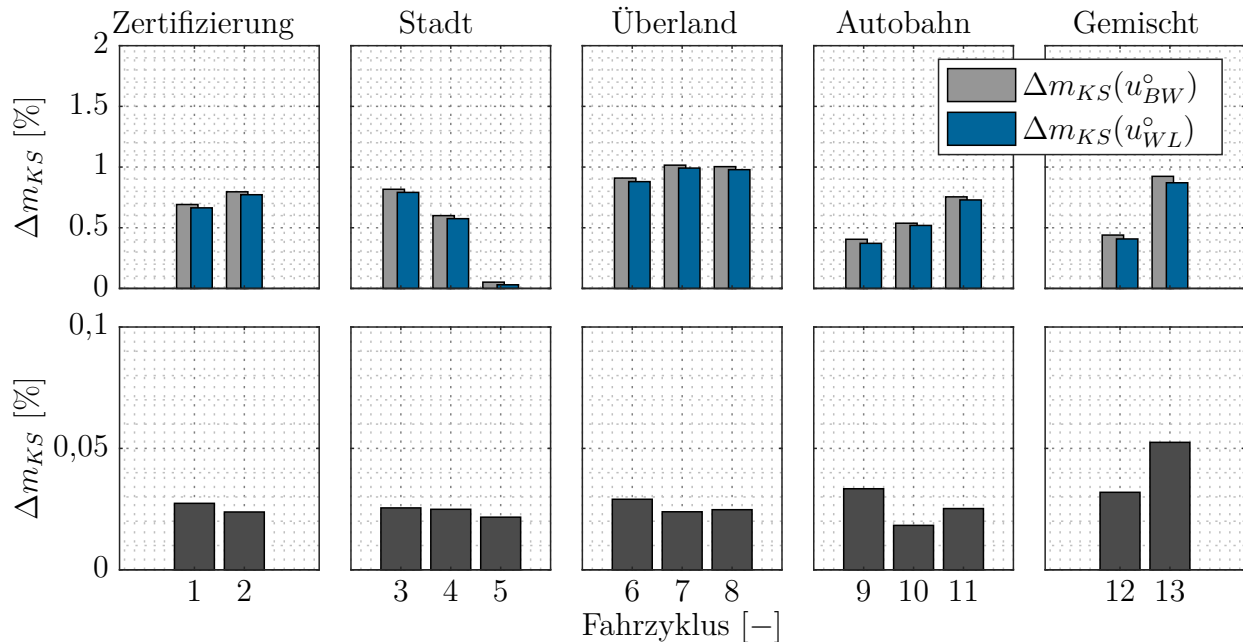 Zertifizierung Stadt Überland Autobahn Gemischt
2
1.5
1
0.5
0
Δm_KS [%]
Δm_KS(u°_BW)
Δm_KS(u°_WL)
0,1
0,05
0
Δm_KS [%]
1 2 3 4 5 6 7 8 9 10 11 12 13
Fahrzyklus [−]